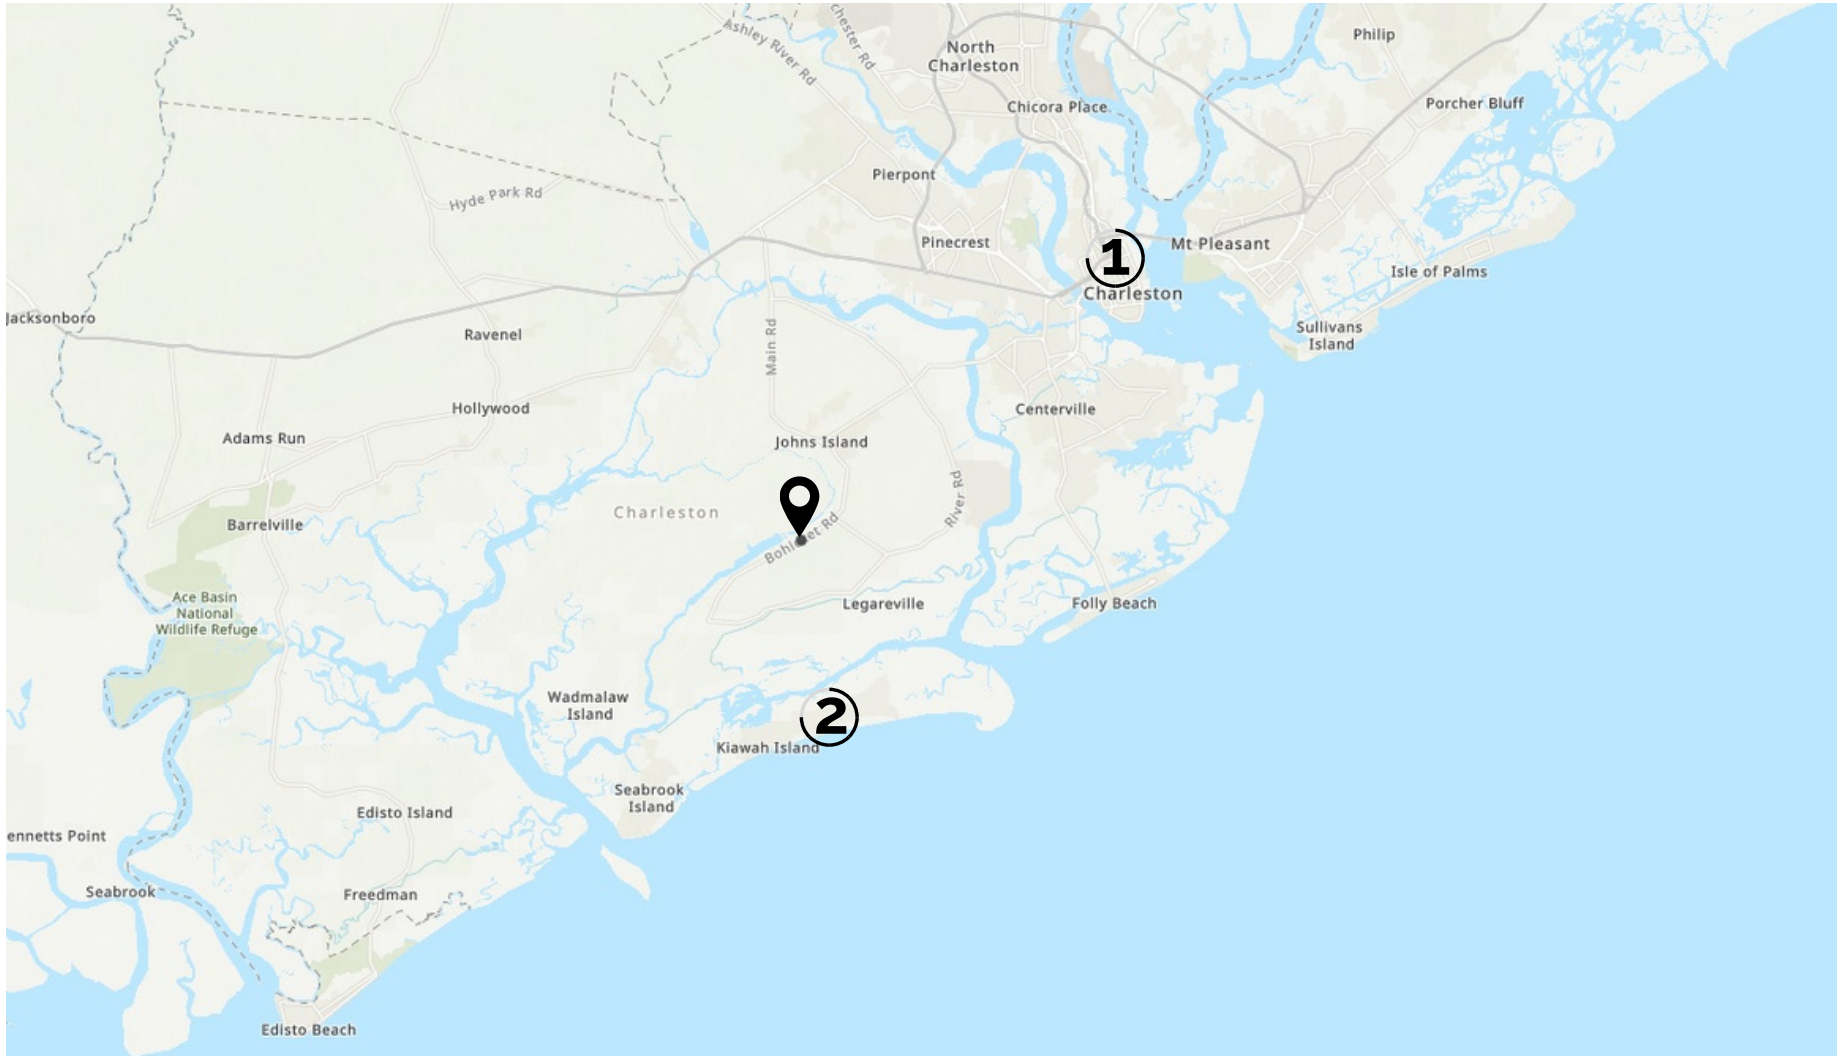 Ashley River Rd
chester Rd
North
Charleston
Philip
Chicora Place
Porcher Bluff
Pierpont
Hyde Park Rd
Pinecrest
1
Mt Pleasant
Isle of Palms
Charleston
Jacksonboro
Sullivans
Island
Ravenel
Main Rd
Hollywood
Centerville
Adams Run
Johns Island
River Rd
Charleston
Barrelville
Ace Basin
National
Wildlife Refuge
Legareville
Folly Beach
Wadmalaw
Island
2
Kiawah Island
Seabrook
Island
Edisto Island
ennetts Point
Seabrook
Freedman
Edisto Beach